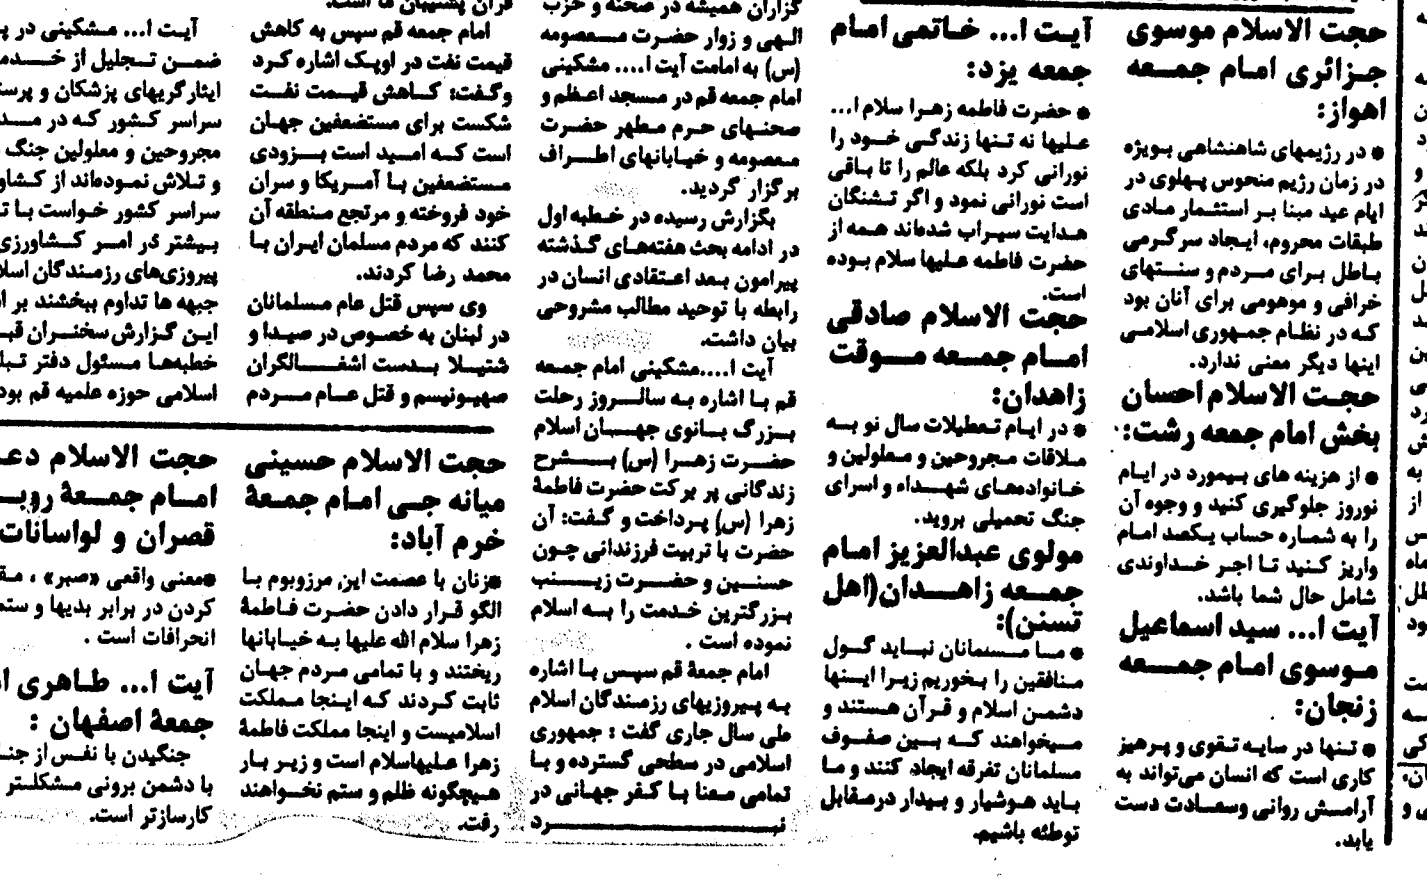 حجت الاسلام موسوی
جزائری امام جمعه
اهواز:
● در رژیمهای شاهنشاهی بویژه
در زمان رژیم منحوس پهلوی در
ایام عید مبنا بر استثمار مادی
طبقات محروم، ایجاد سرگرمی
باطل برای مردم و سنتهای
خرافی و موهومی برای آنان بود
که در نظام جمهوری اسلامی
اینها دیگر معنی ندارد.
حجت الاسلام احسان
بخش امام جمعه رشت:
● از هزینه های بیمورد در ایام
نوروز جلوگیری کنید و وجوه آن
را به شماره حساب یکصد امام
واریز کنید تا اجر خداوندی
شامل حال شما باشد.
آیت ا... سید اسماعیل
موسوی امام جمعه
زنجان:
● تنها در سایه تقوی و پرهیز
کاری است که انسان می‌تواند به
آرامش روانی وسعادت دست
یابد.
آیت ا... خاتمی امام
جمعه یزد:
● حضرت فاطمه زهرا سلام ا...
علیها نه تنها زندگی خود را
نورانی کرد بلکه عالم را تا باقی
است نورانی نمود و اگر تشنگان
هدایت سیراب شده‌اند همه از
حضرت فاطمه علیها سلام بوده
است.
حجت الاسلام صادقی
امام جمعه موقت
زاهدان:
● در ایام تعطیلات سال نو به
ملاقات مجروحین و معلولین و
خانواده‌های شهداء و اسرای
جنگ تحمیلی بروید.
مولوی عبدالعزیز امام
جمعه زاهدان(اهل
تسنن):
● ما مسلمانان نباید گول
منافقین را بخوریم زیرا اینها
دشمن اسلام و قرآن هستند و
میخواهند که بین صفوف
مسلمانان تفرقه ایجاد کنند و ما
باید هوشیار و بیدار درمقابل
توطئه باشیم.
گزاران همیشه در صحنه و حزب
الهی و زوار حضرت معصومه
(س) به امامت آیت ا.... مشکینی
امام جمعه قم در مسجد اعظم و
صحنهای حرم مطهر حضرت
معصومه و خیابانهای اطراف
برگزار گردید.
بگزارش رسیده در خطبه اول
در ادامه بحث هفته‌های گذشته
پیرامون بعد اعتقادی انسان در
رابطه با توحید مطالب مشروحی
بیان داشت.
آیت ا....مشکینی امام جمعه
قم با اشاره به سالروز رحلت
بزرگ بانوی جهان اسلام
حضرت زهرا (س) بشرح
زندگانی پر برکت حضرت فاطمهٔ
زهرا (س) پرداخت و گفت: آن
حضرت با تربیت فرزندانی چون
حسنین و حضرت زینب
بزرگترین خدمت را به اسلام
نموده است .
امام جمعهٔ قم سپس با اشاره
به پیروزیهای رزمندگان اسلام
طی سال جاری گفت : جمهوری
اسلامی در سطحی گسترده و با
تمامی معنا با کفر جهانی در
نبرد
قرآن پشتیبان ما است.
امام جمعه قم سپس به کاهش
قیمت نفت در اوپک اشاره کرد
وگفت: کاهش قیمت نفت
شکست برای مستضعفین جهان
است که امید است بزودی
مستضعفین با آمریکا و سران
خود فروخته و مرتجع منطقه آن
کنند که مردم مسلمان ایران با
محمد رضا کردند.
وی سپس قتل عام مسلمانان
در لبنان به خصوص در صیدا و
شتیلا بدست اشغالگران
صهیونیسم و قتل عام مردم
حجت الاسلام حسینی
میانه جی امام جمعهٔ
خرم آباد:
●زنان با عصمت این مرزوبوم با
الگو قرار دادن حضرت فاطمهٔ
زهرا سلام الله علیها به خیابانها
ریختند و با تمامی مردم جهان
ثابت کردند که اینجا مملکت
اسلامیست و اینجا مملکت فاطمهٔ
زهرا علیهاسلام است و زیر بار
هیچگونه ظلم و ستم نخواهند
رفت.
آیت ا... مشکینی در
ضمن تجلیل از
ایثارگریهای پزشکان و
سراسر کشور که در
مجروحین و معلولین جنگ
و تلاش نموده‌اند از
سراسر کشور خواست با
بیشتر در امر کشاورزی
پیروزی‌های رزمندگان
جبهه ها تداوم ببخشند بر
این گزارش سخنران
خطبه‌ها مسئول دفتر
اسلامی حوزه علمیه قم بود
حجت الاسلام
امام جمعهٔ
قصران و لواسانات
●معنی واقعی «صبر» ،
کردن در برابر بدیها و
انحرافات است .
آیت ا... طاهری
جمعهٔ اصفهان :
جنگیدن با نفس از
با دشمن برونی مشکلتر
کارسازتر است.